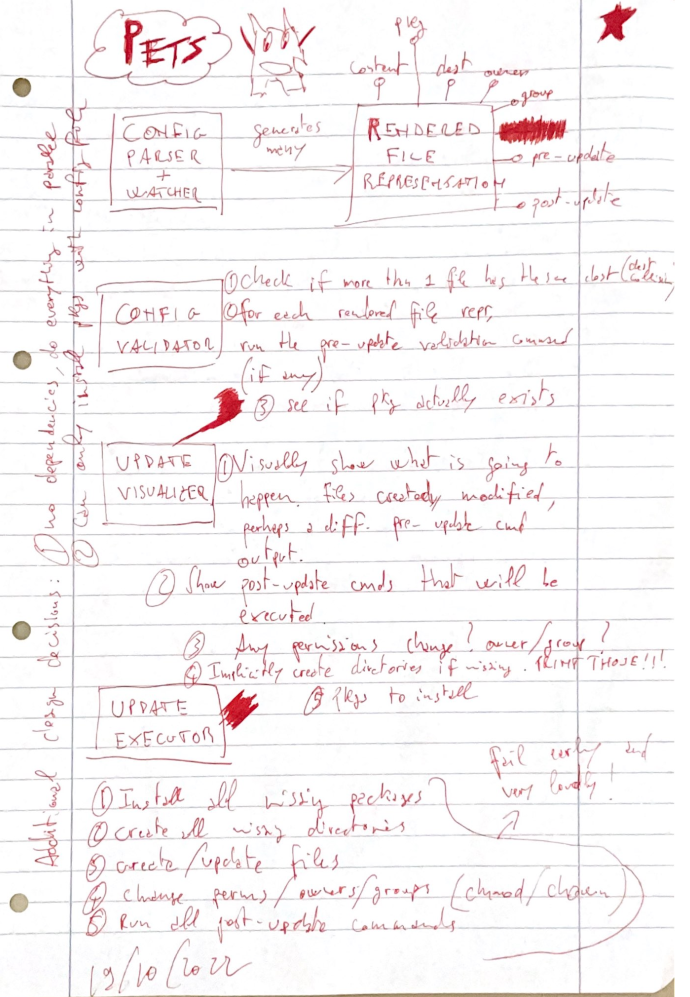 PETS
pkg
content dest owner
group
CONFIG
PARSER
+
WATCHER
generates
many
RENDERED
FILE
REPRESENTATION
pre-update
post-update
CONFIG
VALIDATOR
① Check if more than 1 file has the same dest (dest collision)
② for each rendered file repr,
run the pre-update validation command
(if any)
③ see if pkg actually exists
UPDATE
VISUALIZER
① Visually show what is going to
happen. files created, modified,
perhaps a diff. pre-update cmd
output.
② Show post-update cmds that will be
executed.
③ Any permissions change? owner/group?
④ Implicitly create directories if missing. PRINT THOSE!!!
⑤ Pkgs to install
UPDATE
EXECUTOR
fail early and
very loudly!
① Install all missing packages
② create all missing directories
③ create/update files
④ change perms/owners/groups (chmod/chown)
⑤ Run all post-update commands
19/10/2022
Additional design decisions: ① no dependencies, do everything in parallel
② Can only install pkgs with config file